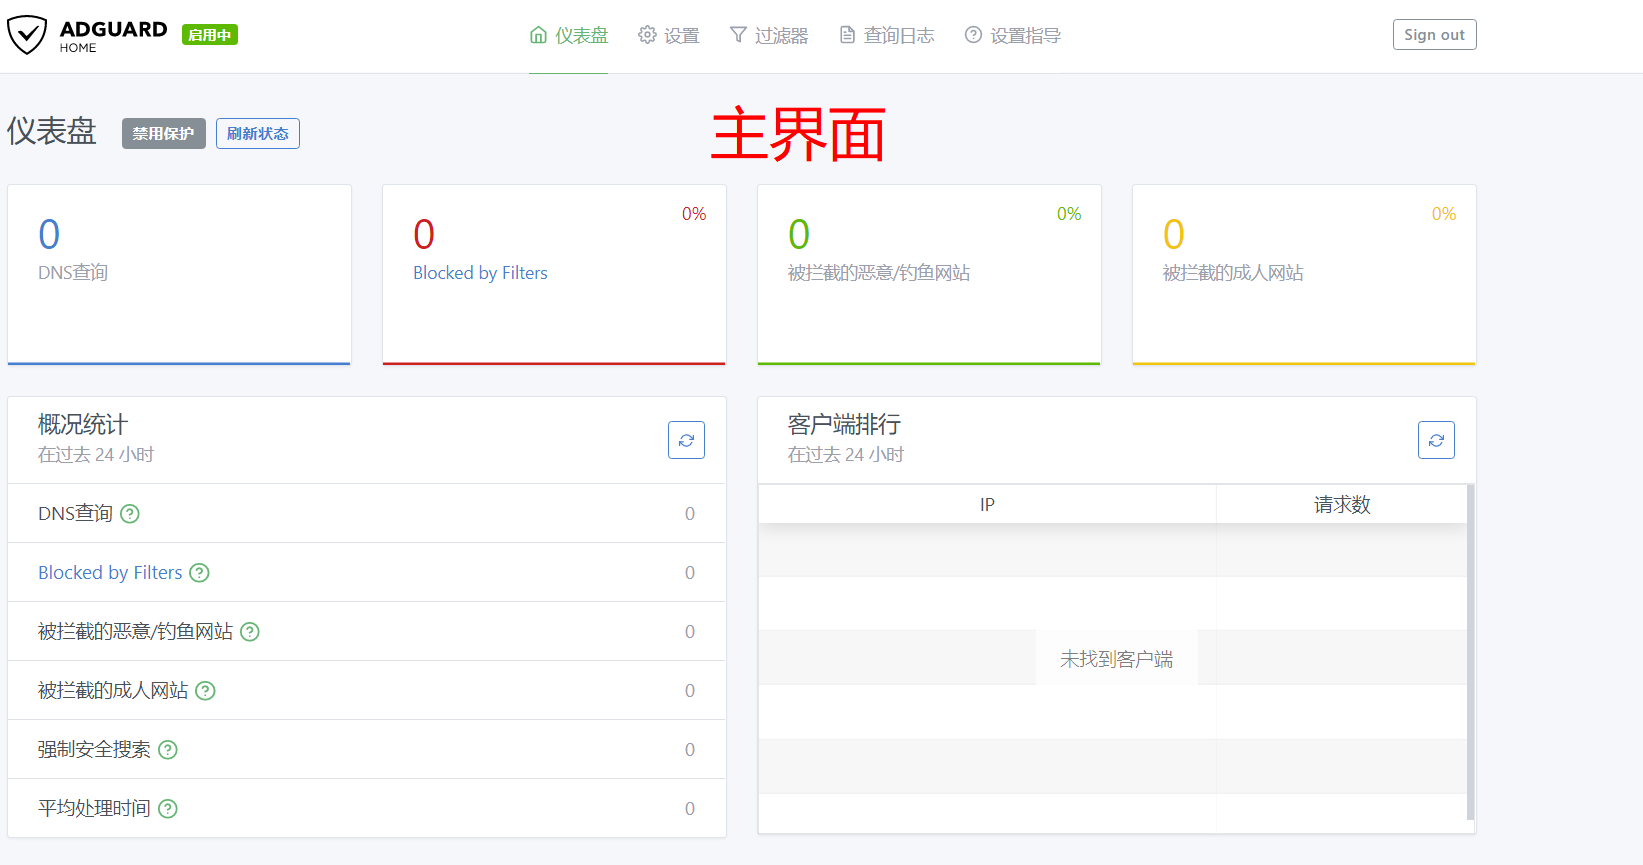 ADGUARD
HOME
启用中
仪表盘
设置
过滤器
查询日志
设置指导
Sign out
仪表盘
禁用保护
刷新状态
主界面
0
DNS查询
0
0%
Blocked by Filters
0
0%
被拦截的恶意/钓鱼网站
0
0%
被拦截的成人网站
概况统计
在过去 24 小时
DNS查询
0
Blocked by Filters
0
被拦截的恶意/钓鱼网站
0
被拦截的成人网站
0
强制安全搜索
0
平均处理时间
0
客户端排行
在过去 24 小时
IP
请求数
未找到客户端